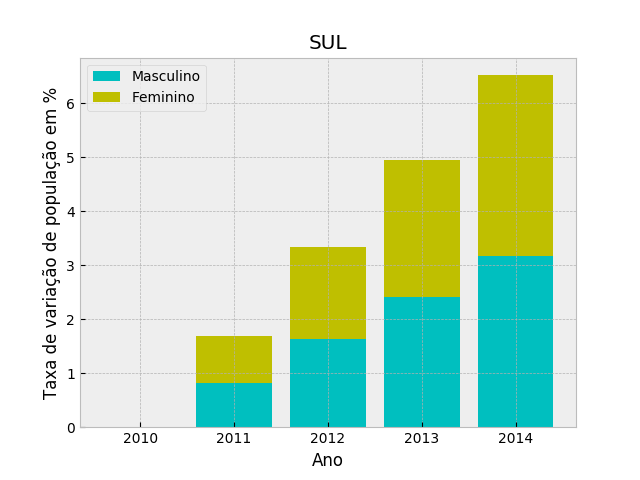 SUL
Masculino
Feminino
Taxa de variação de população em %
6
5
4
3
2
1
0
2010 2011 2012 2013 2014
Ano